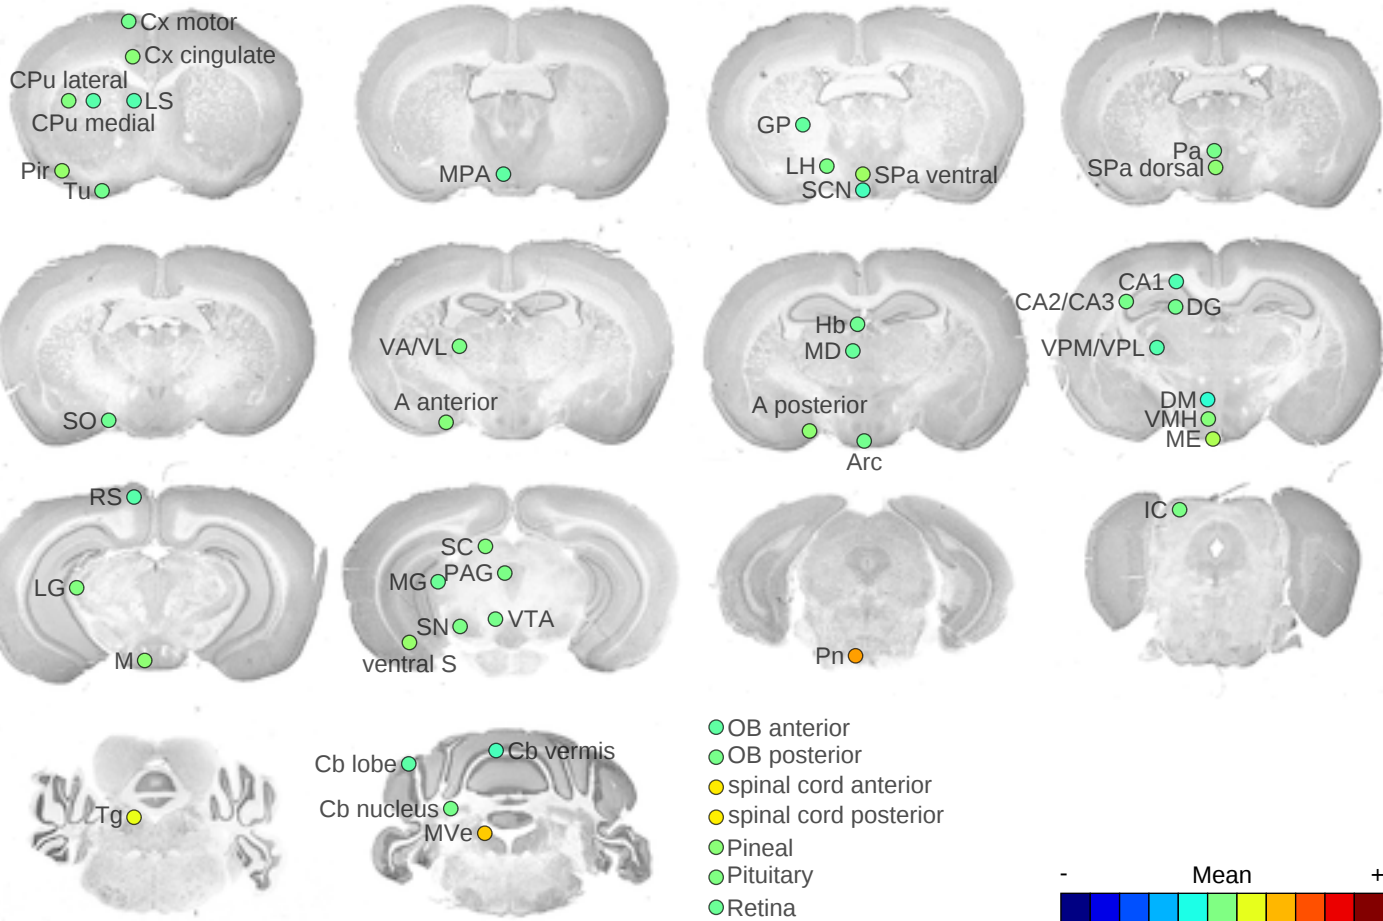 Cx motor
Cx cingulate
CPu lateral
LS
CPu medial
Pir
Tu
MPA
GP
LH
SPa ventral
SCN
Pa
SPa dorsal
SO
VA/VL
A anterior
Hb
MD
A posterior
Arc
CA1
CA2/CA3
DG
VPM/VPL
DM
VMH
ME
RS
LG
M
SC
PAG
MG
VTA
SN
ventral S
Pn
IC
Tg
Cb lobe
Cb vermis
Cb nucleus
MVe
OB anterior
OB posterior
spinal cord anterior
spinal cord posterior
Pineal
Pituitary
Retina
- Mean +